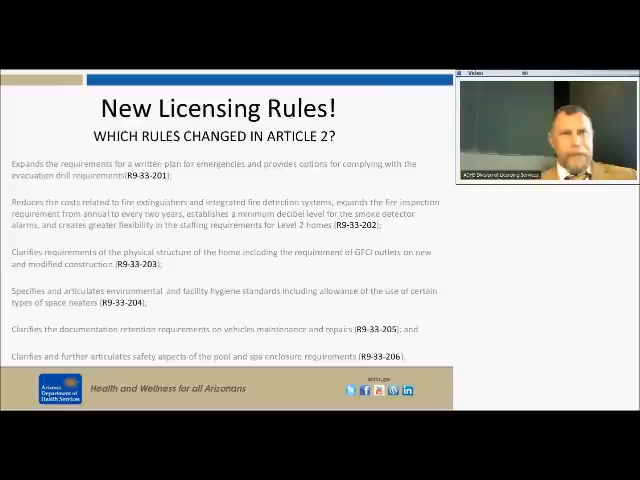 New Licensing Rules!
WHICH RULES CHANGED IN ARTICLE 2?
Expands the requirements for a written plan for emergencies and provides options for complying with the
evacuation drill requirements(R9-33-201);
Reduces the costs related to fire extinguishers and integrated fire detection systems, expands the fire inspection
requirement from annual to every two years, establishes a minimum decibel level for the smoke detector
alarms, and creates greater flexibility in the staffing requirements for Level 2 homes (R9-33-202);
Clarifies requirements of the physical structure of the home including the requirement of GFCI outlets on new
and modified construction (R9-33-203);
Specifies and articulates environmental and facility hygiene standards including allowance of the use of certain
types of space heaters (R9-33-204);
Clarifies the documentation retention requirements on vehicles maintenance and repairs (R9-33-205); and
Clarifies and further articulates safety aspects of the pool and spa enclosure requirements (R9-33-206).
Arizona
Department of
Health Services
Health and Wellness for all Arizonans
azdhs.gov
Video
ADHS Division of Licensing Services